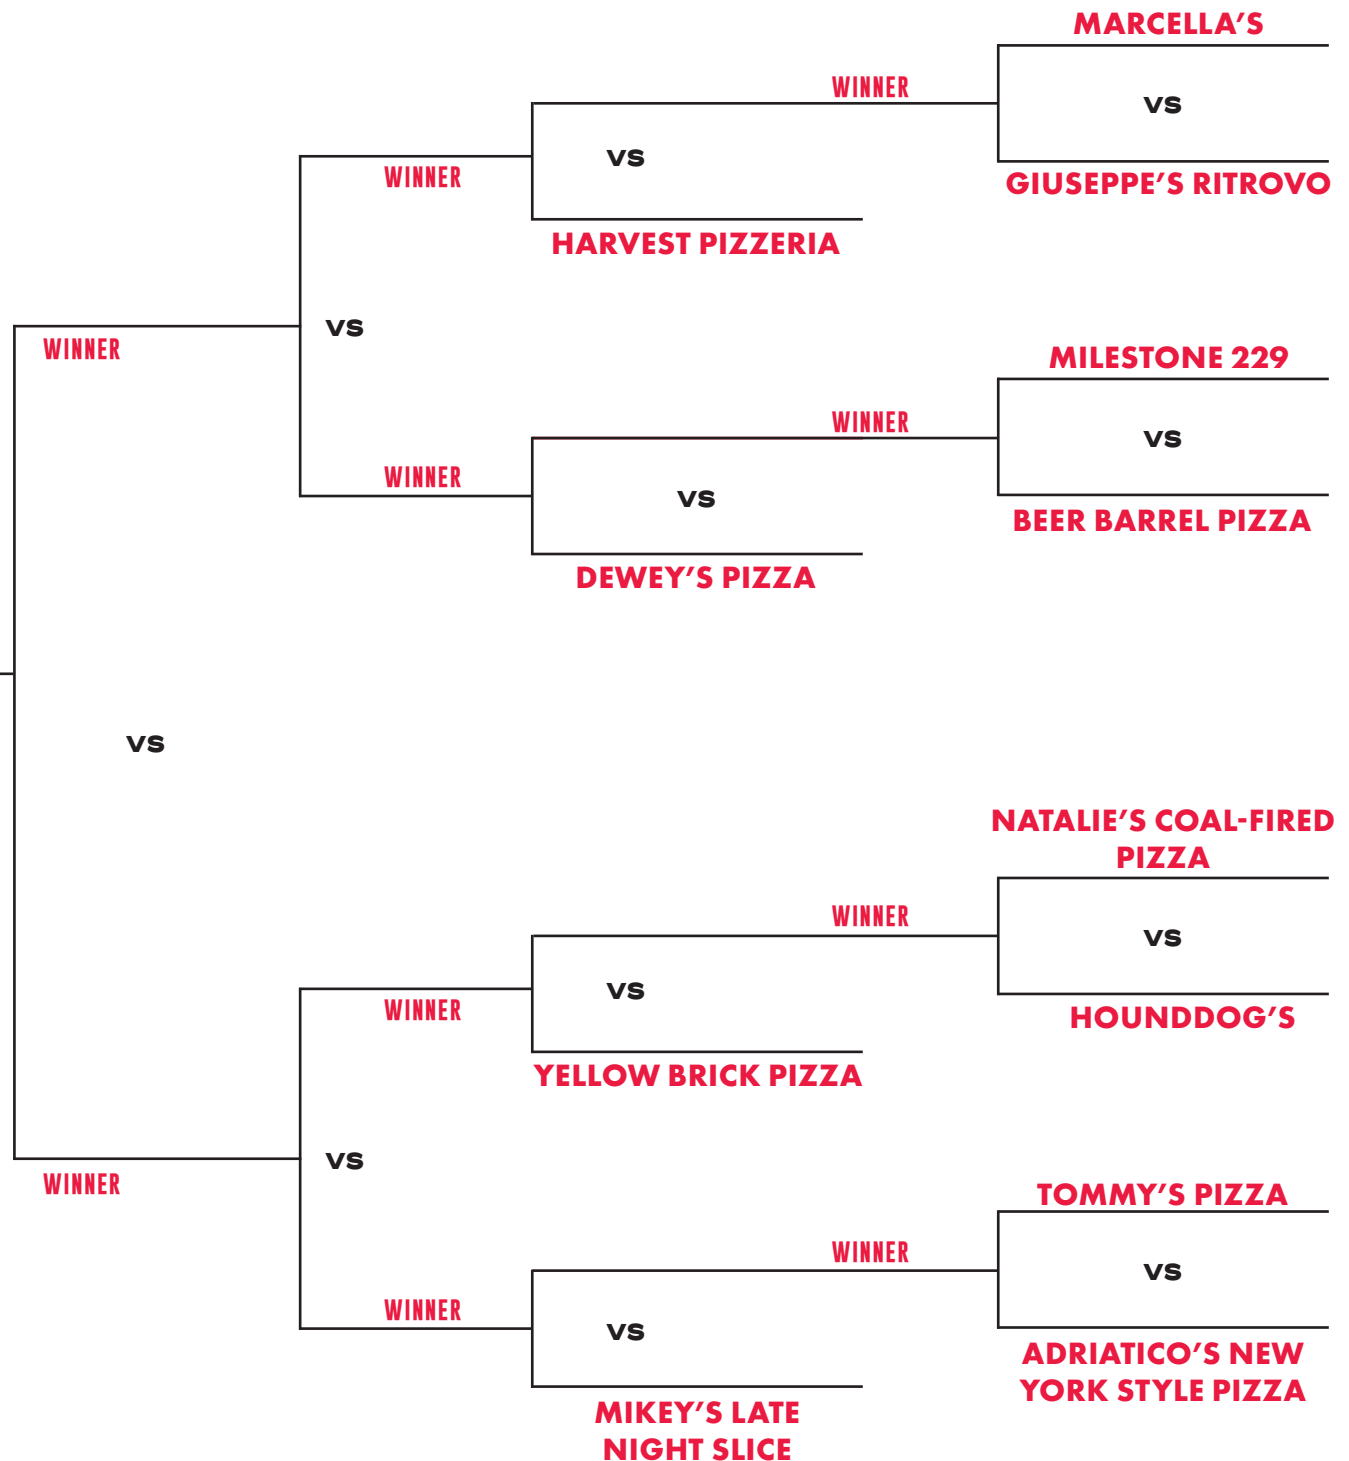 MARCELLA'S
WINNER
VS
VS
WINNER
GIUSEPPE'S RITROVO
HARVEST PIZZERIA
VS
WINNER
MILESTONE 229
WINNER
VS
WINNER
VS
BEER BARREL PIZZA
DEWEY'S PIZZA
VS
NATALIE'S COAL-FIRED
PIZZA
WINNER
VS
VS
WINNER
HOUNDDOG'S
YELLOW BRICK PIZZA
VS
WINNER
TOMMY'S PIZZA
WINNER
VS
WINNER
VS
ADRIATICO'S NEW
YORK STYLE PIZZA
MIKEY'S LATE
NIGHT SLICE